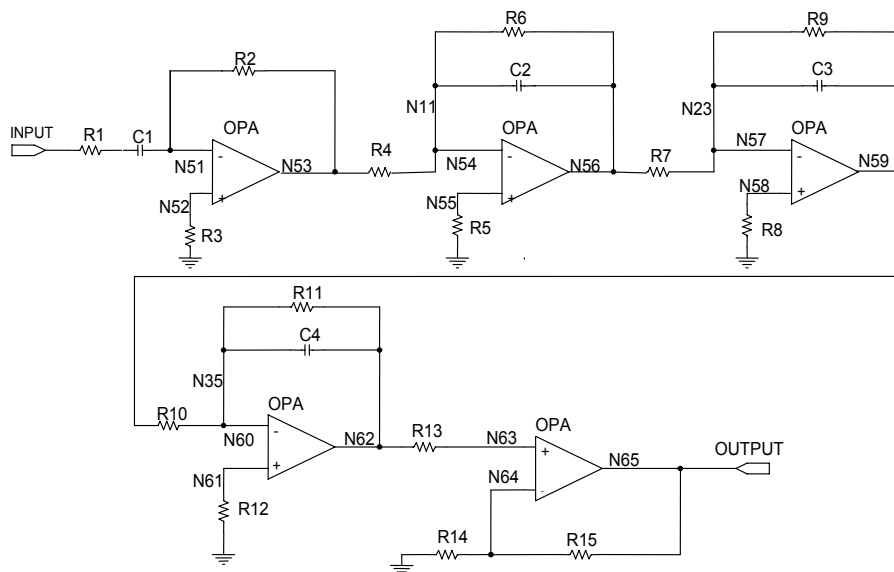 R6
R9
R2
C2
C3
N11
N23
INPUT
R1
C1
OPA
OPA
OPA
N51
-
N53
R4
N54
-
N56
R7
N57
-
N59
N52
+
N55
+
N58
+
R3
R5
R8
R11
C4
N35
R10
OPA
OPA
N60
-
N62
R13
N63
+
N65
OUTPUT
N61
+
N64
-
R12
R14
R15